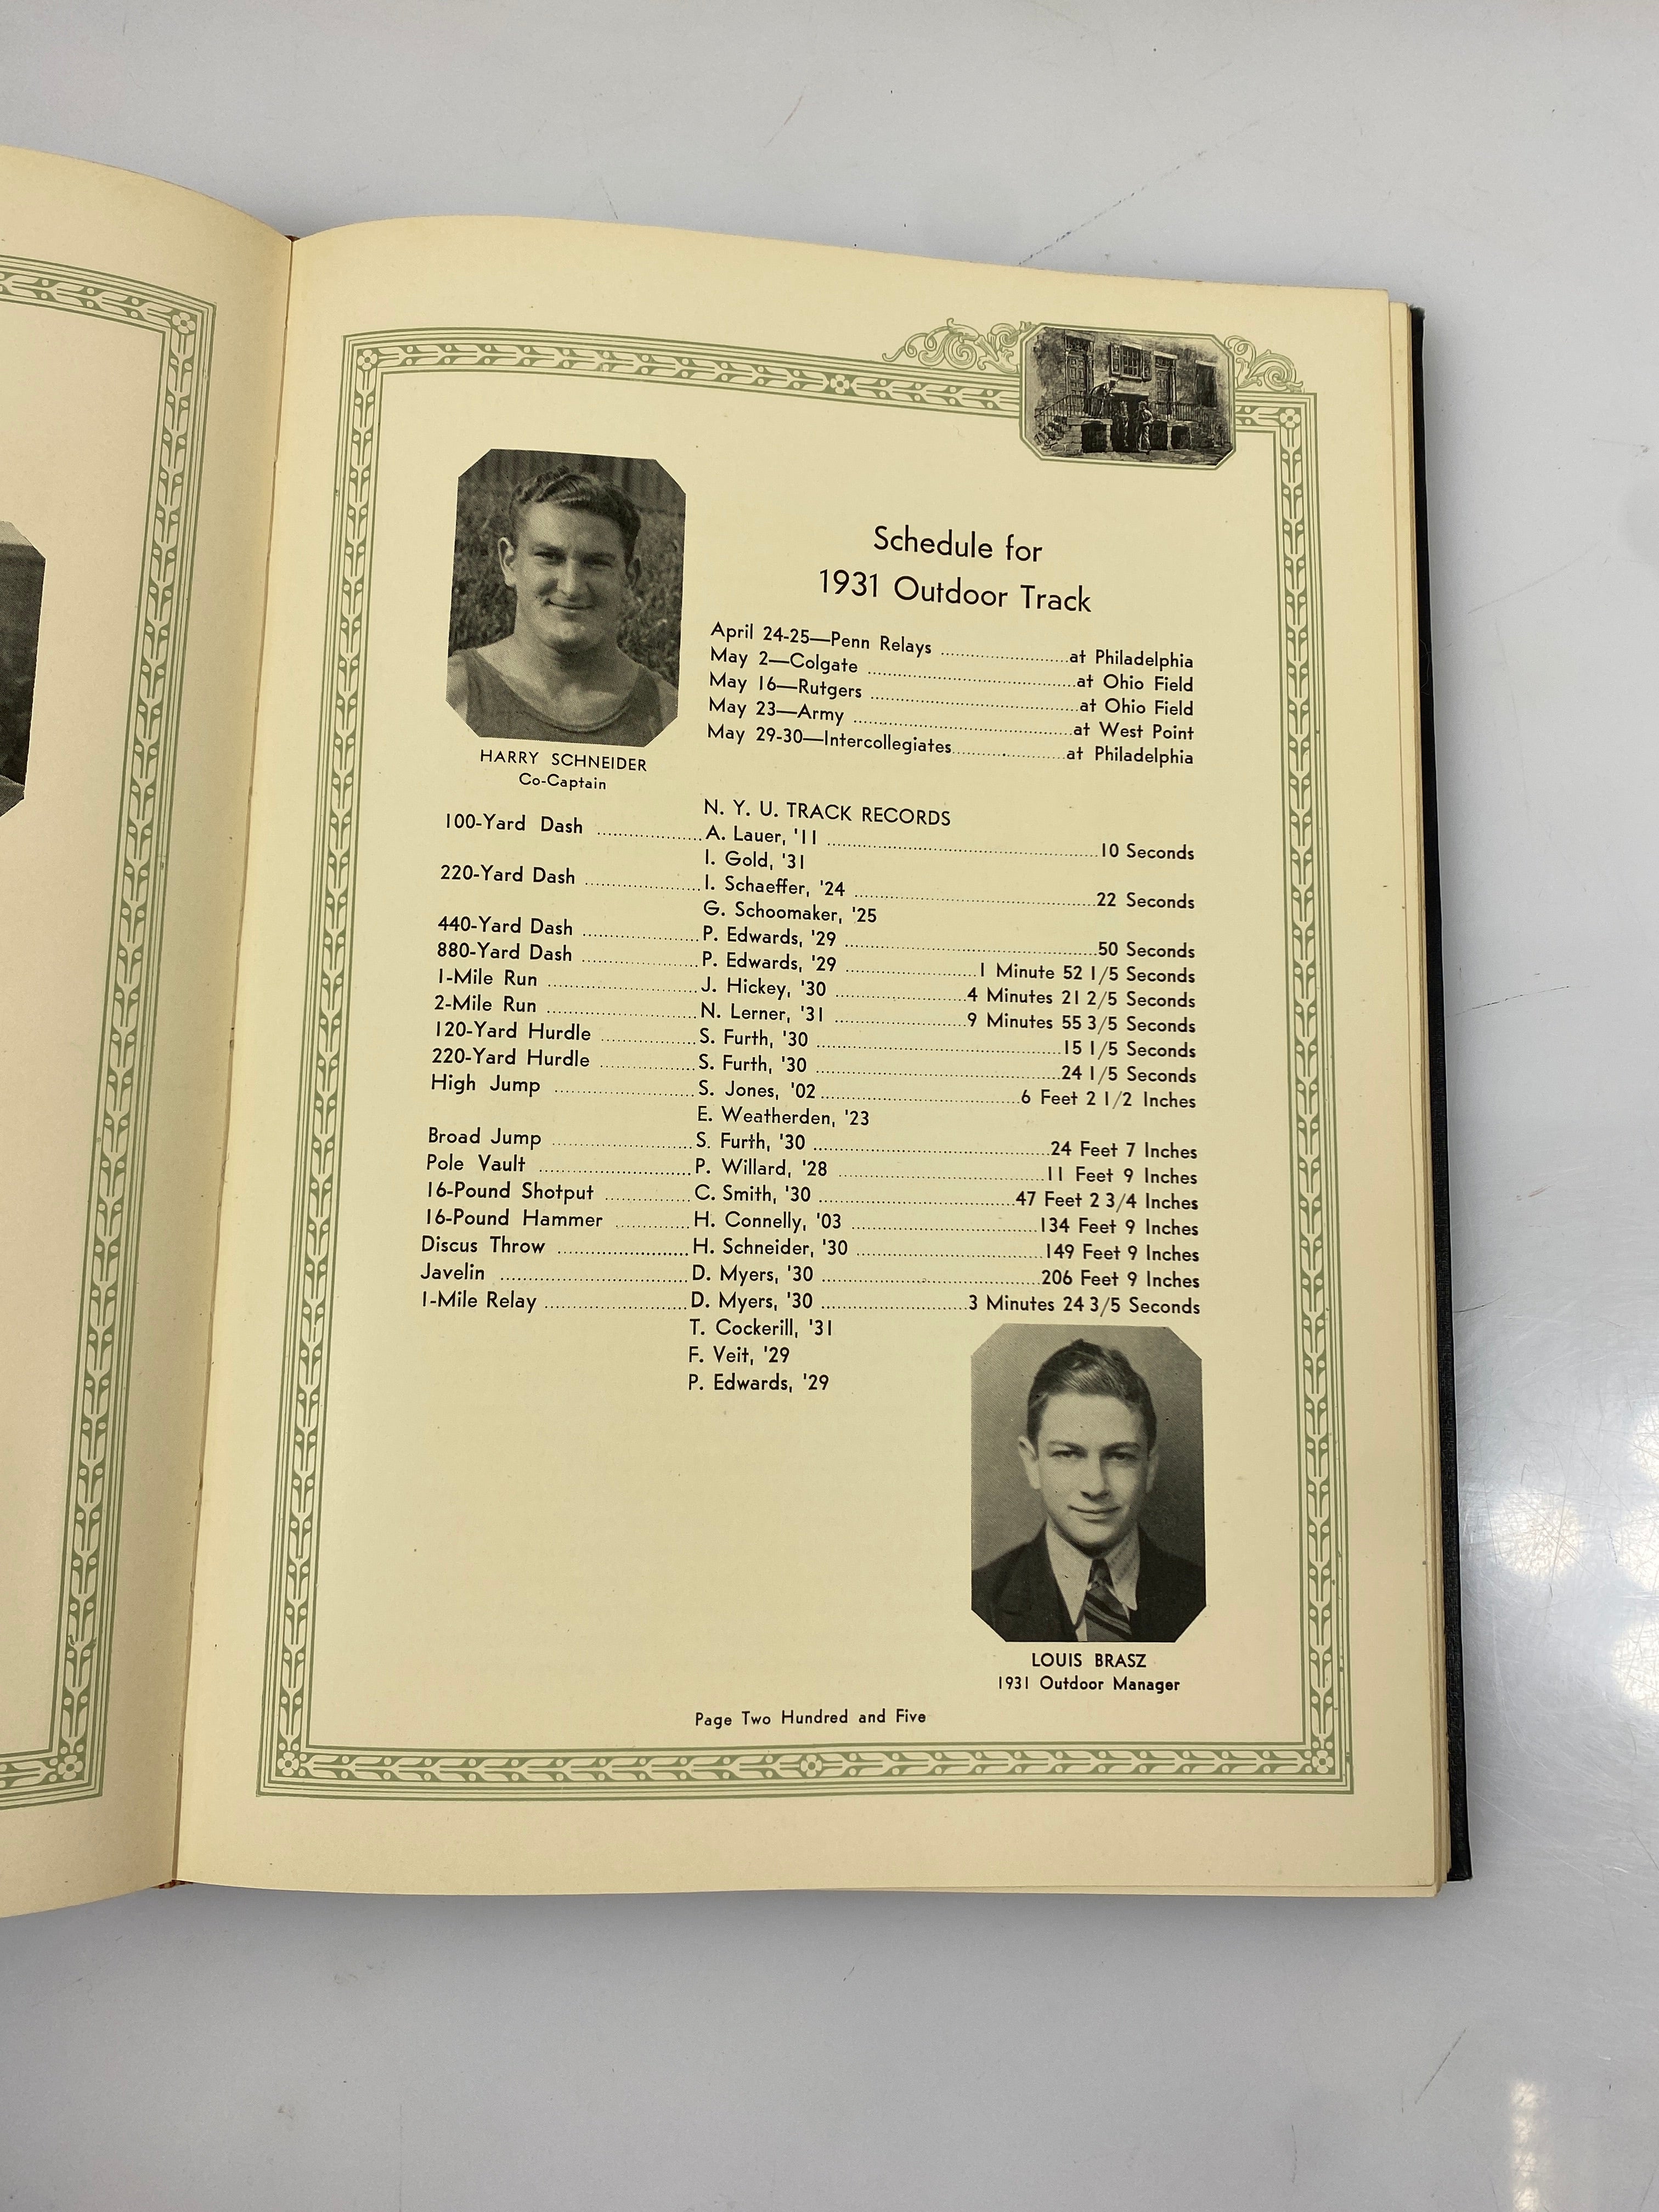 Schedule for
1931 Outdoor Track
April 24-25—Penn Relays ........................at Philadelphia
May 2—Colgate ........................at Ohio Field
May 16—Rutgers ........................at Ohio Field
May 23—Army ........................at West Point
May 29-30—Intercollegiates........................at Philadelphia
HARRY SCHNEIDER
Co-Captain
N. Y. U. TRACK RECORDS
100-Yard Dash ....................A. Lauer, '11 ....................10 Seconds
I. Gold, '31
220-Yard Dash ....................I. Schaeffer, '24 ....................22 Seconds
G. Schoomaker, '25
440-Yard Dash ....................P. Edwards, '29 ....................50 Seconds
880-Yard Dash ....................P. Edwards, '29 ....................1 Minute 52 1/5 Seconds
1-Mile Run ....................J. Hickey, '30 ....................4 Minutes 21 2/5 Seconds
2-Mile Run ....................N. Lerner, '31 ....................9 Minutes 55 3/5 Seconds
120-Yard Hurdle ....................S. Furth, '30 ....................15 1/5 Seconds
220-Yard Hurdle ....................S. Furth, '30 ....................24 1/5 Seconds
High Jump ....................S. Jones, '02....................6 Feet 2 1/2 Inches
E. Weatherden, '23
Broad Jump ....................S. Furth, '30 ....................24 Feet 7 Inches
Pole Vault ....................P. Willard, '28 ....................11 Feet 9 Inches
16-Pound Shotput ....................C. Smith, '30 ....................47 Feet 2 3/4 Inches
16-Pound Hammer ....................H. Connelly, '03 ....................134 Feet 9 Inches
Discus Throw ....................H. Schneider, '30 ....................149 Feet 9 Inches
Javelin ....................D. Myers, '30 ....................206 Feet 9 Inches
1-Mile Relay ....................D. Myers, '30 ....................3 Minutes 24 3/5 Seconds
T. Cockerill, '31
F. Veit, '29
P. Edwards, '29
LOUIS BRASZ
1931 Outdoor Manager
Page Two Hundred and Five